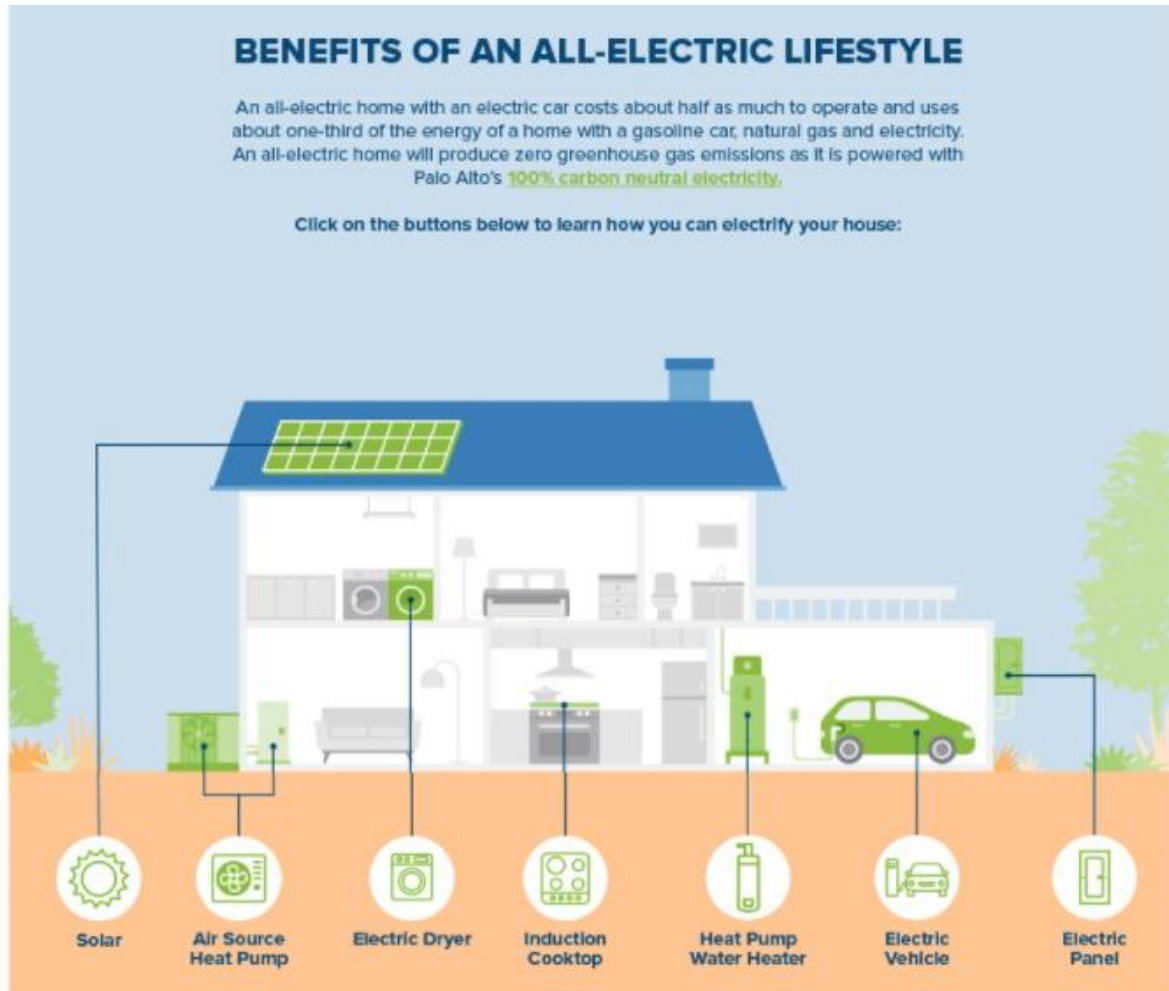 BENEFITS OF AN ALL-ELECTRIC LIFESTYLE
An all-electric home with an electric car costs about half as much to operate and uses
about one-third of the energy of a home with a gasoline car, natural gas and electricity.
An all-electric home will produce zero greenhouse gas emissions as it is powered with
Palo Alto's 100% carbon neutral electricity.
Click on the buttons below to learn how you can electrify your house:
Solar
Air Source
Heat Pump
Electric Dryer
Induction
Cooktop
Heat Pump
Water Heater
Electric
Vehicle
Electric
Panel